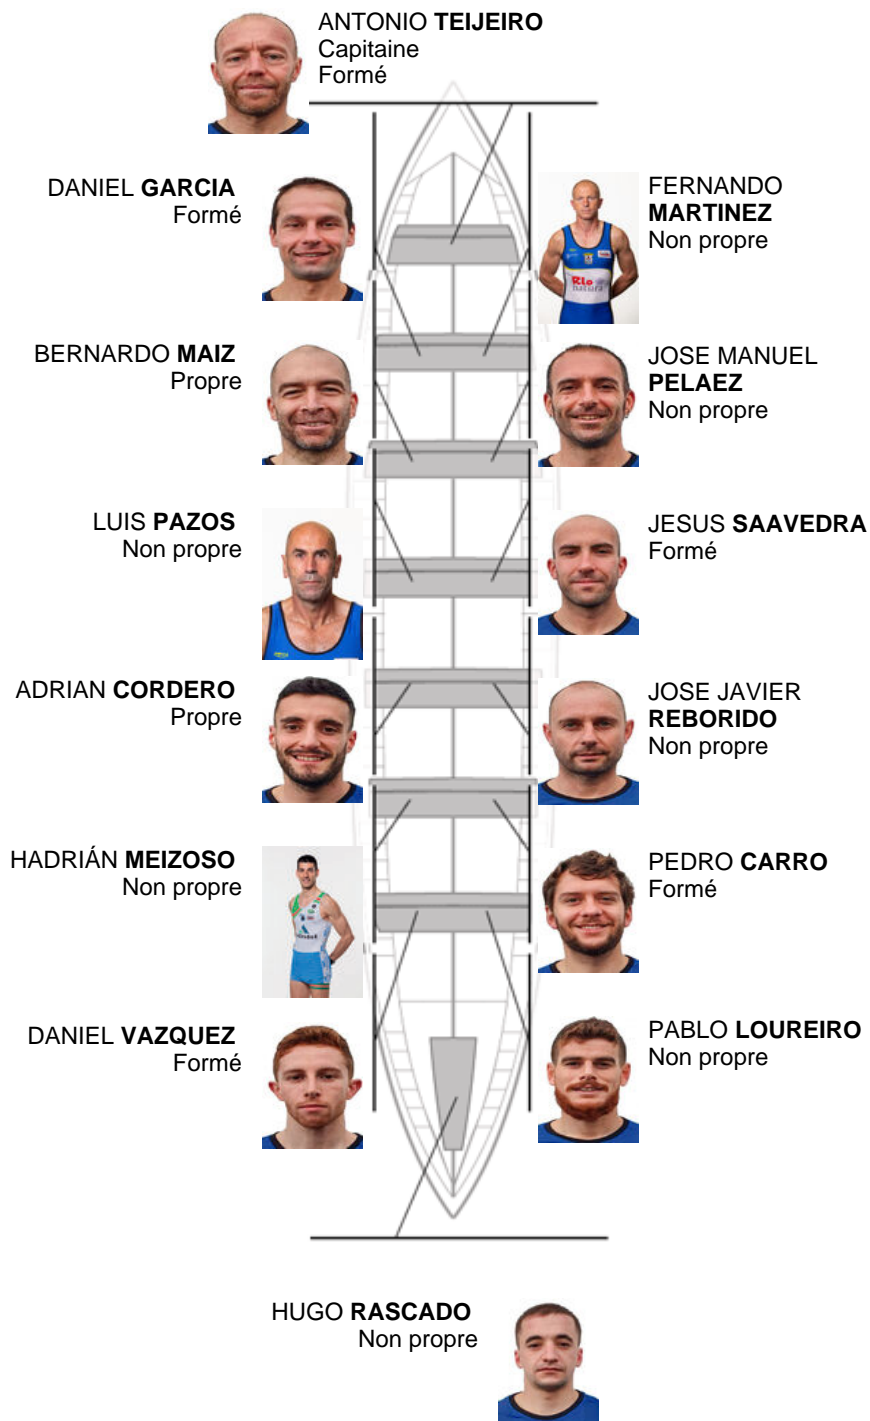 ANTONIO TEIJEIRO
Capitaine
Formé
DANIEL GARCIA
Formé
FERNANDO
MARTINEZ
Non propre
BERNARDO MAIZ
Propre
JOSE MANUEL
PELAEZ
Non propre
LUIS PAZOS
Non propre
JESUS SAAVEDRA
Formé
ADRIAN CORDERO
Propre
JOSE JAVIER
REBORIDO
Non propre
HADRIÁN MEIZOSO
Non propre
PEDRO CARRO
Formé
DANIEL VAZQUEZ
Formé
PABLO LOUREIRO
Non propre
HUGO RASCADO
Non propre